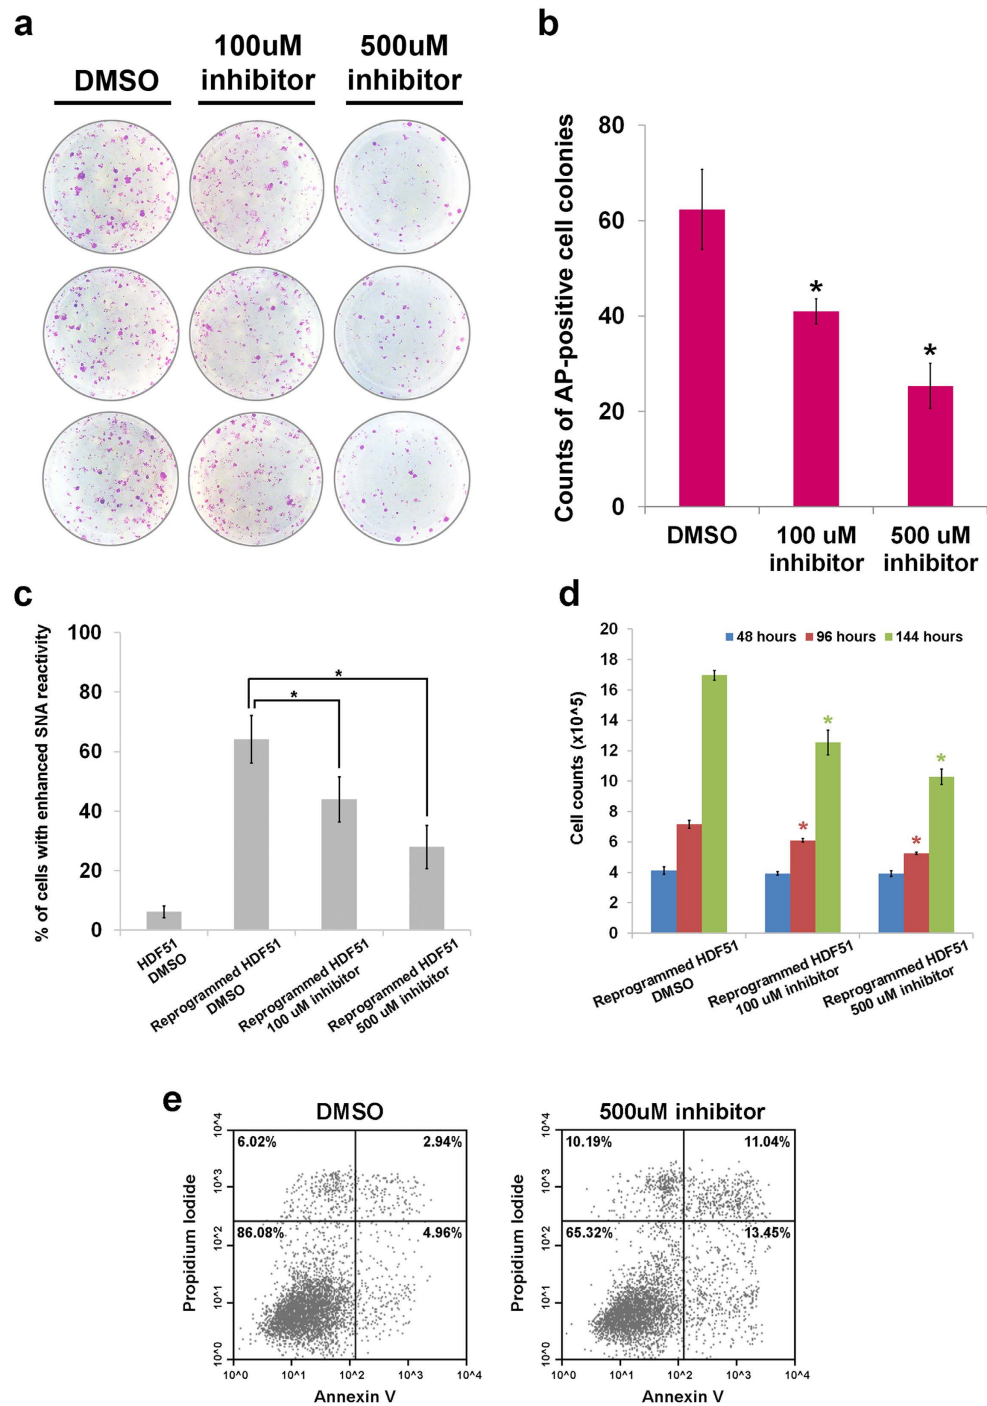 a
DMSO
100uM
inhibitor
500uM
inhibitor
b
Counts of AP-positive cell colonies
80
60
40
20
0
*
*
DMSO
100 uM
inhibitor
500 uM
inhibitor
c
% of cells with enhanced SNA reactivity
100
80
60
40
20
0
*
*
HDF51
DMSO
Reprogrammed HDF51
DMSO
Reprogrammed HDF51
100 uM inhibitor
Reprogrammed HDF51
500 uM inhibitor
d
Cell counts (x10^5)
20
18
16
14
12
10
8
6
4
2
0
48 hours
96 hours
144 hours
*
*
*
*
Reprogrammed HDF51
DMSO
Reprogrammed HDF51
100 uM inhibitor
Reprogrammed HDF51
500 uM inhibitor
e
DMSO
Propidium Iodide
10^4
10^3
10^2
10^1
10^0
6.02%
2.94%
86.08%
4.96%
10^0
10^1
10^2
10^3
10^4
Annexin V
500uM inhibitor
Propidium Iodide
10^4
10^3
10^2
10^1
10^0
10.19%
11.04%
65.32%
13.45%
10^0
10^1
10^2
10^3
10^4
Annexin V